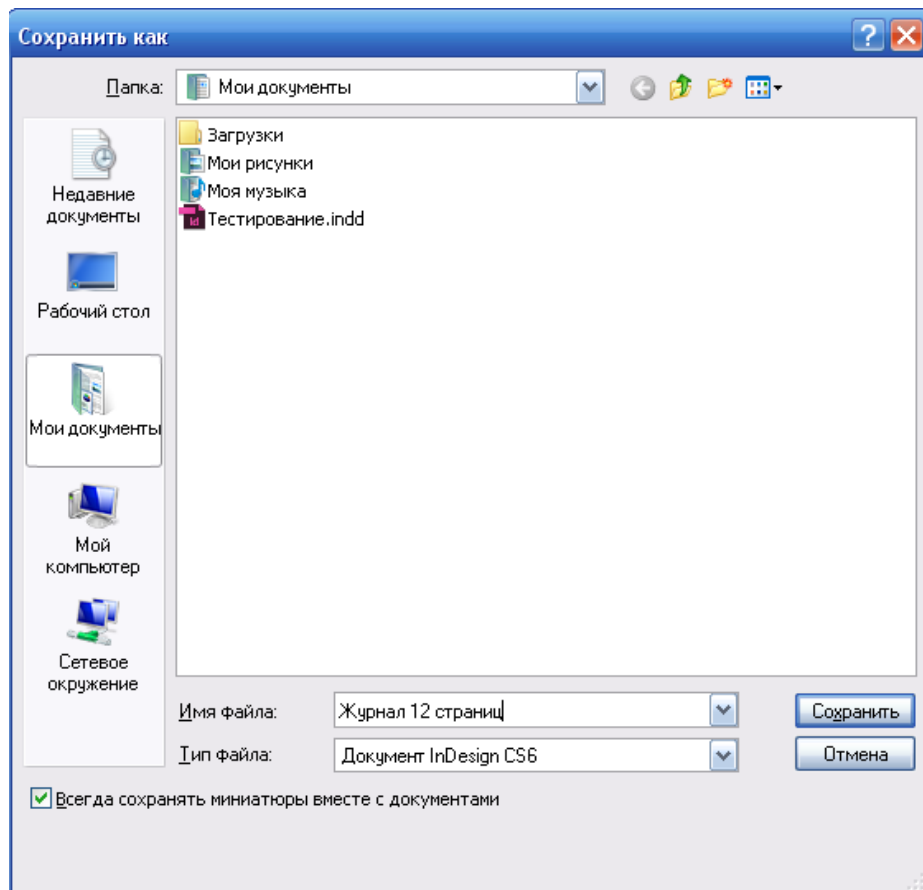 Сохранить как
Папка:
Мои документы
Недавние
документы
Рабочий стол
Мои документы
Мой
компьютер
Сетевое
окружение
Загрузки
Мои рисунки
Моя музыка
Id
Тестирование.indd
Имя файла:
Журнал 12 страниц
Сохранить
Тип файла:
Документ InDesign CS6
Отмена
Всегда сохранять миниатюры вместе с документами